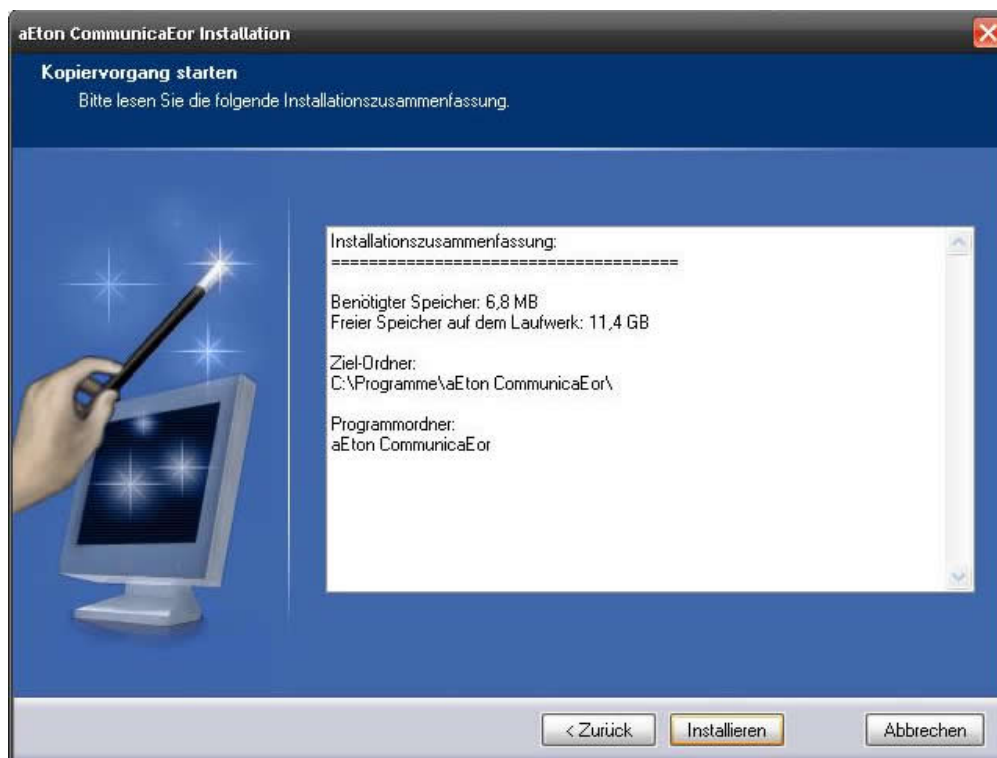 aEton CommunicaEor Installation
Kopiervorgang starten
Bitte lesen Sie die folgende Installationszusammenfassung.
Installationszusammenfassung:
=====================================
Benötigter Speicher: 6,8 MB
Freier Speicher auf dem Laufwerk: 11,4 GB
Ziel-Ordner:
C:\Programme\aEton CommunicaEor\
Programmordner:
aEton CommunicaEor
< Zurück Installieren Abbrechen